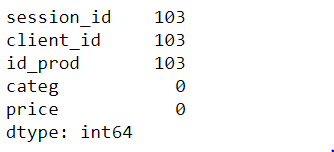 session_id    103
client_id     103
id_prod       103
categ           0
price           0
dtype: int64